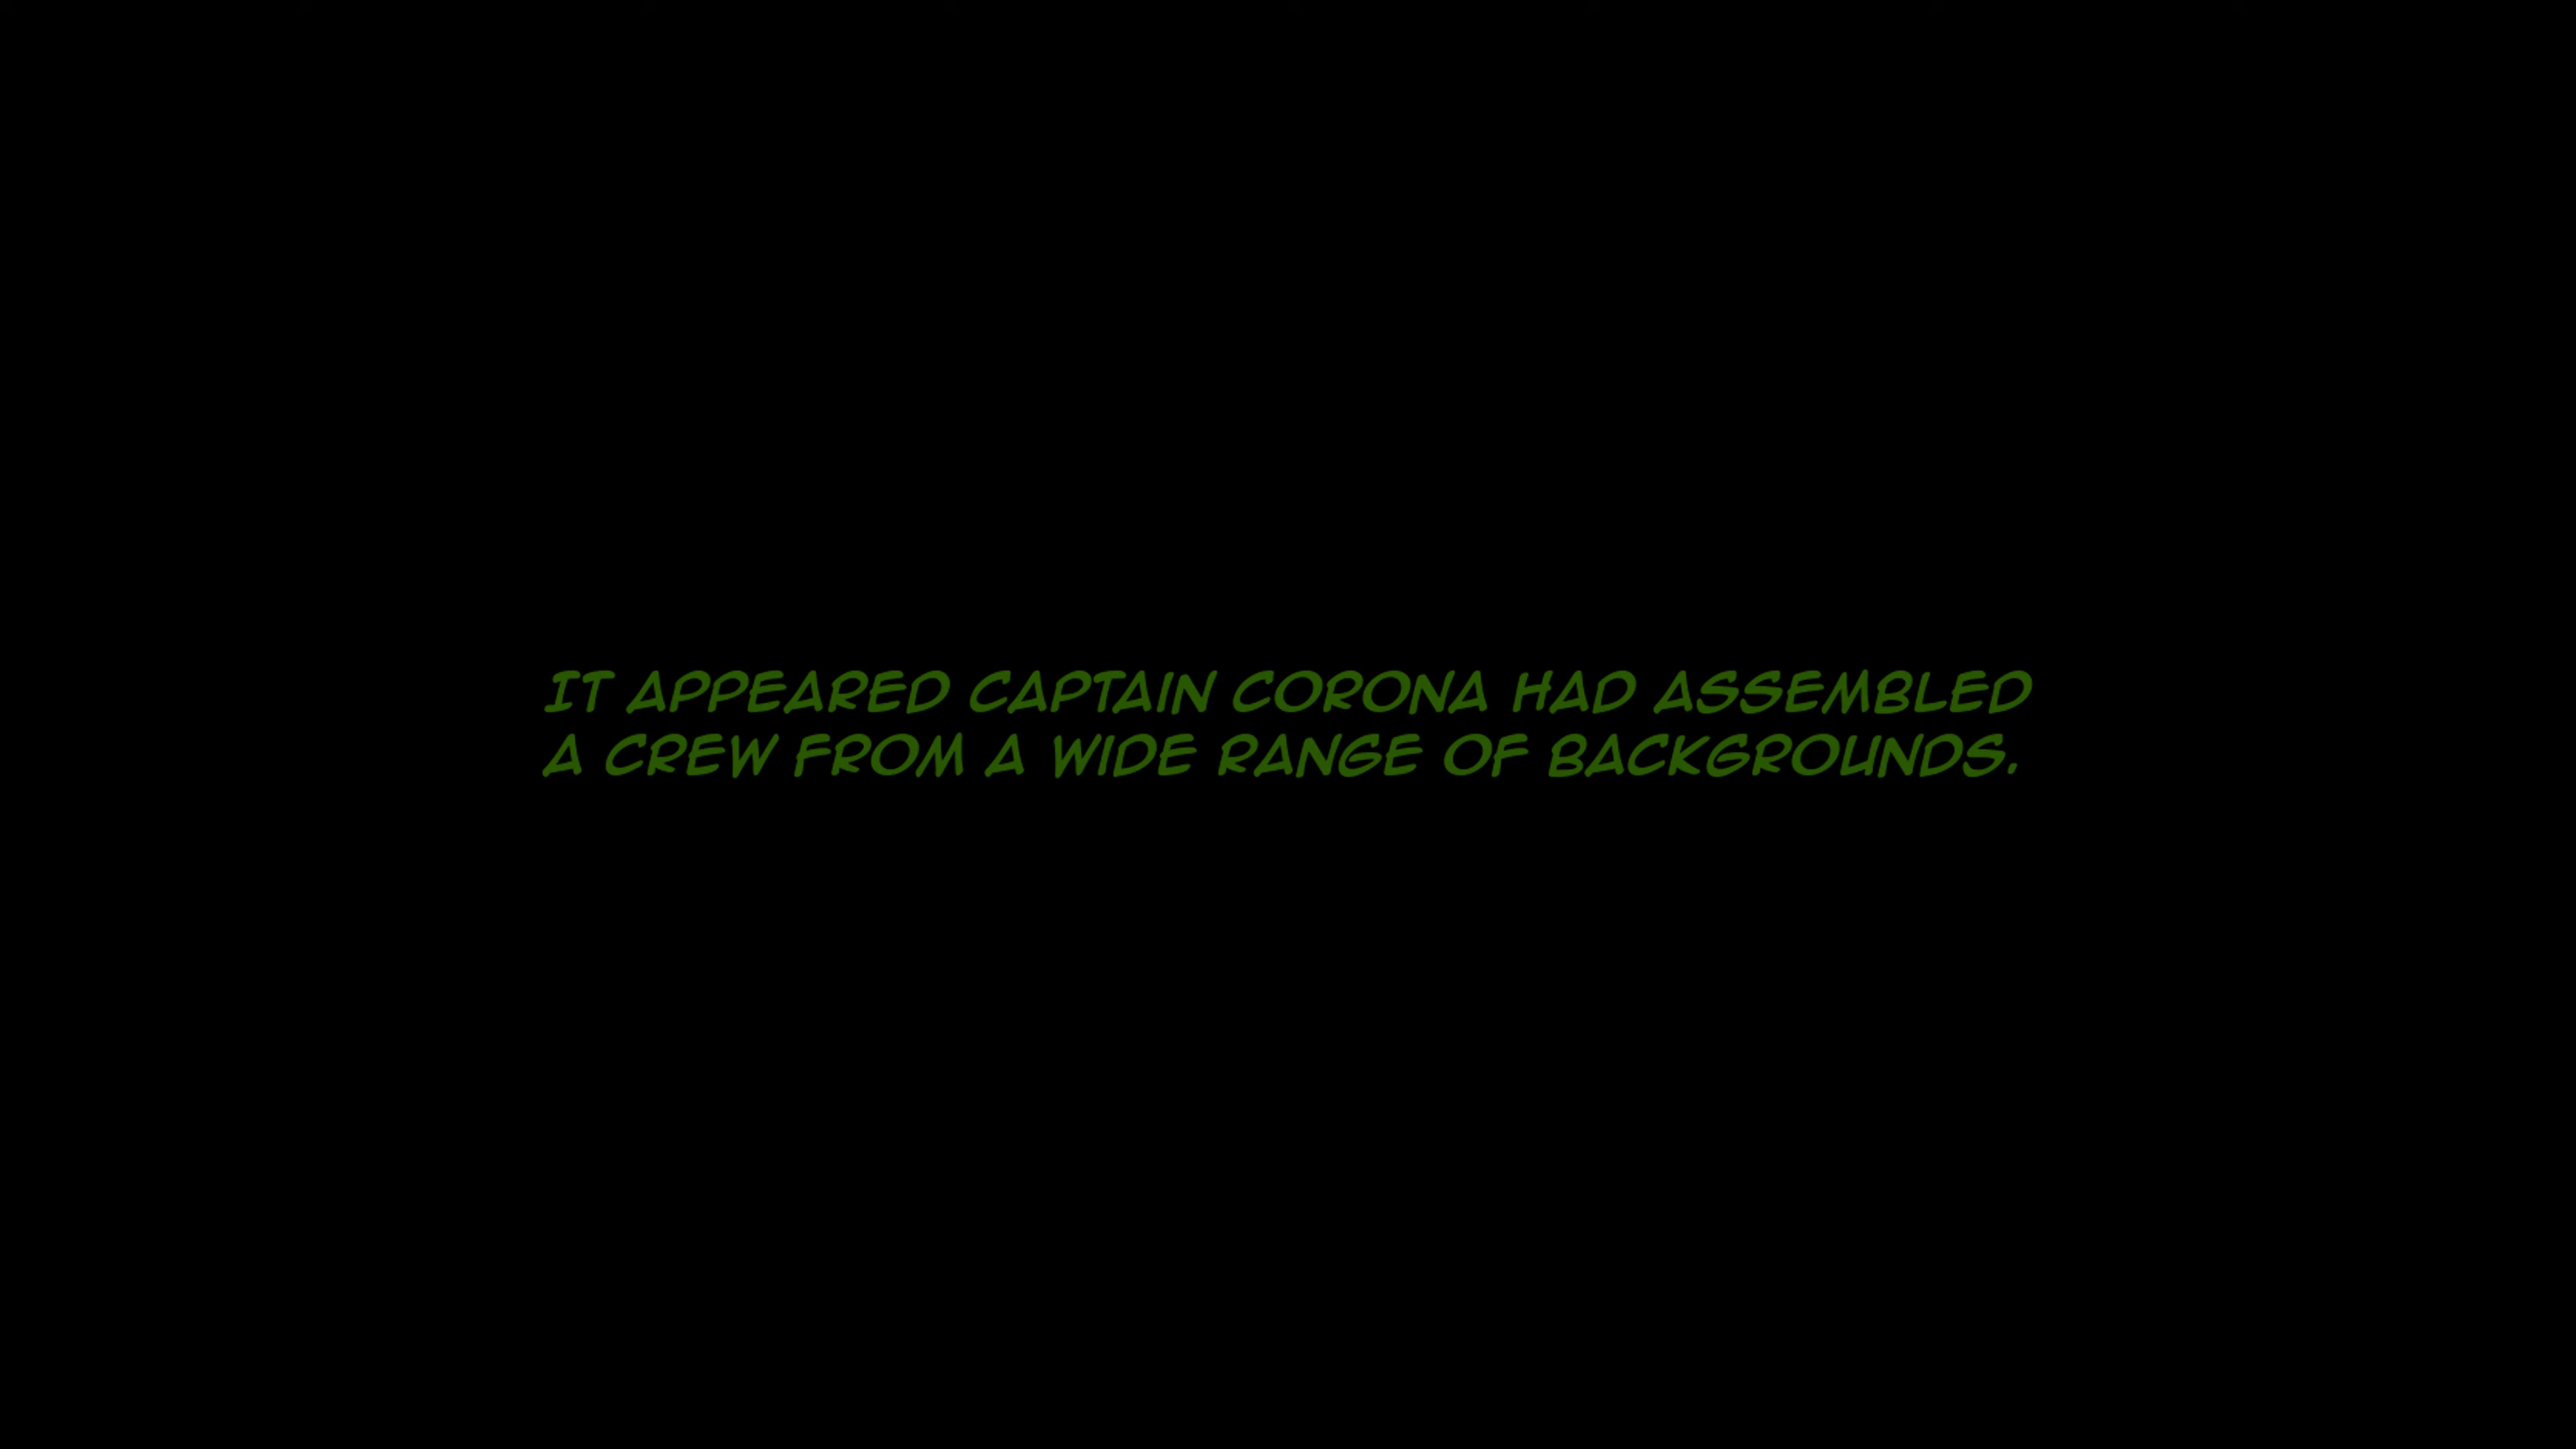 IT APPEARED CAPTAIN CORONA HAD ASSEMBLED
A CREW FROM A WIDE RANGE OF BACKGROUNDS.